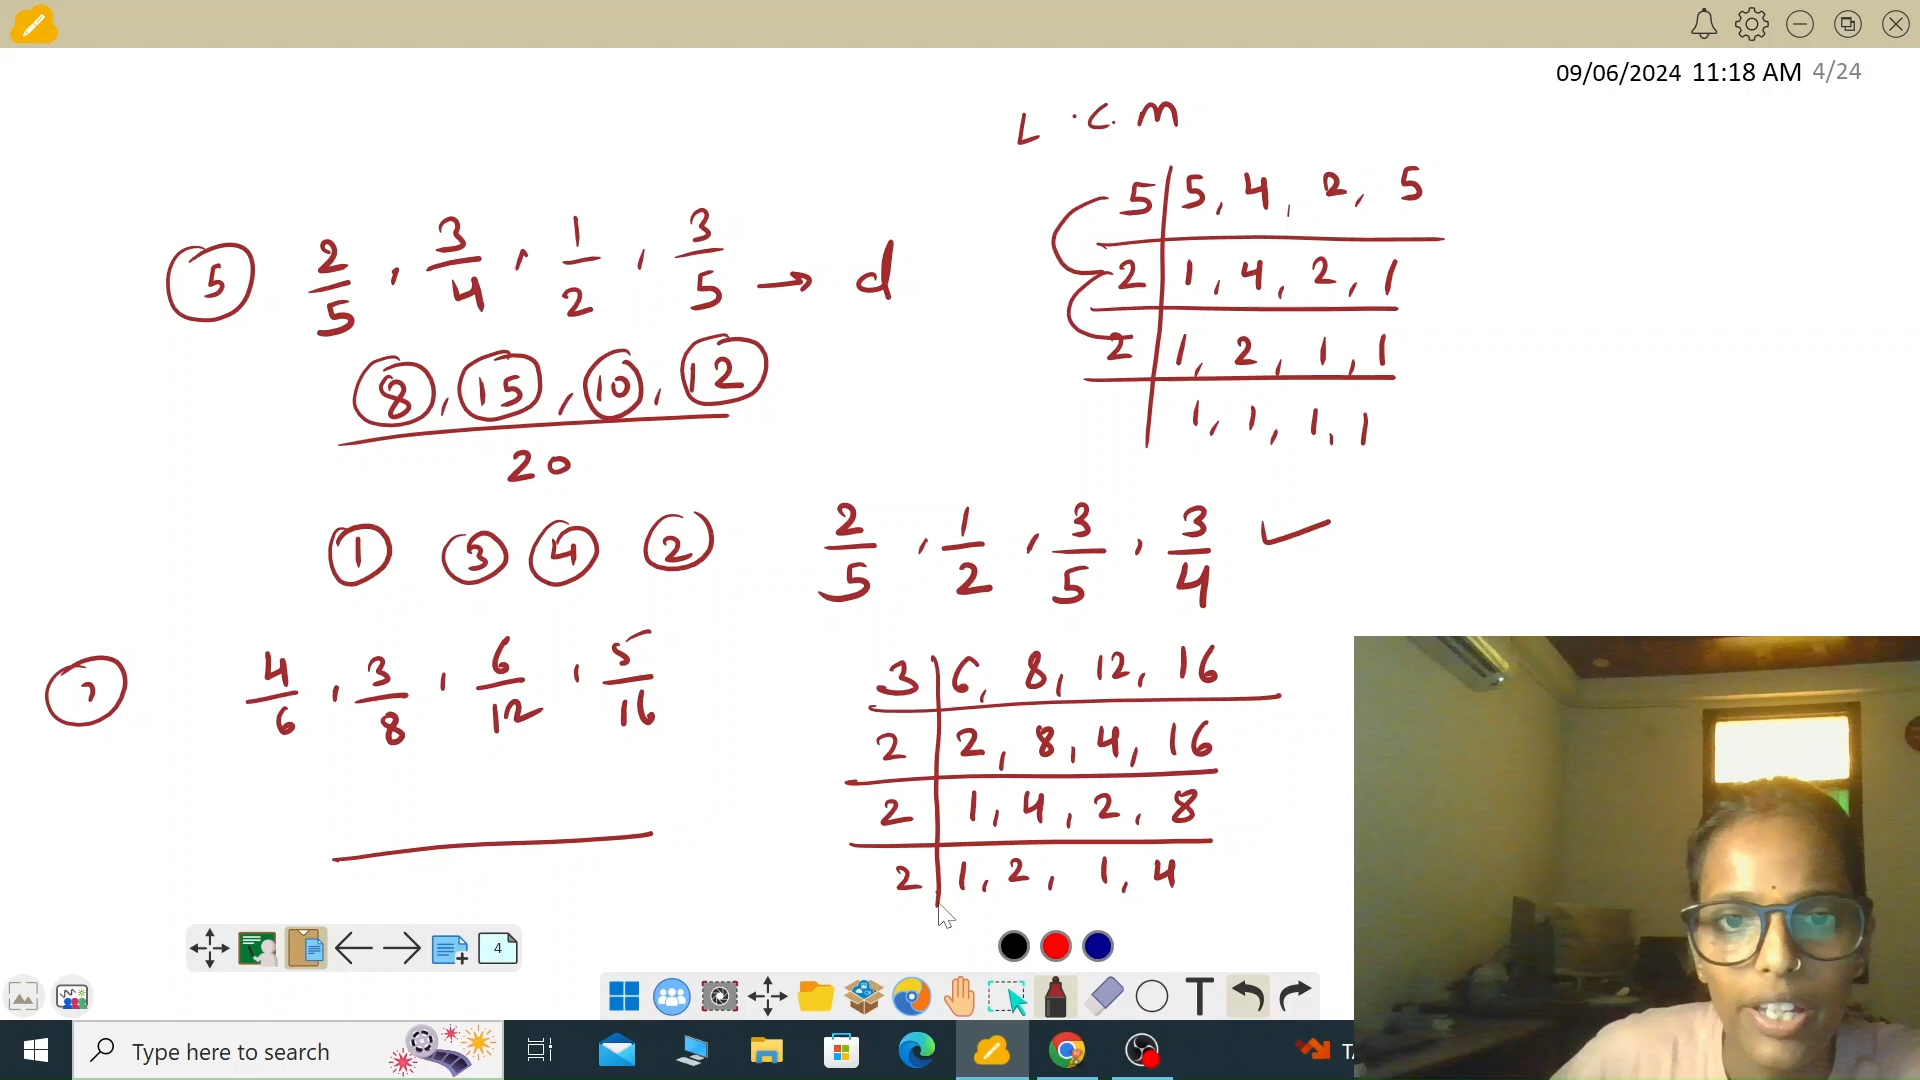 09/06/2024 11:18 AM 4/24
L.C.M
5 | 5, 4, 2, 5
2 | 1, 4, 2, 1
2 | 1, 2, 1, 1
1, 1, 1, 1
5 2/5, 3/4, 1/2, 3/5 → d
8, 15, 10, 12
20
1 3 4 2
2/5, 1/2, 3/5, 3/4 ✓
4/6, 3/8, 6/12, 5/16
3 | 6, 8, 12, 16
2 | 2, 8, 4, 16
2 | 1, 4, 2, 8
2 | 1, 2, 1, 4
4
T
Type here to search